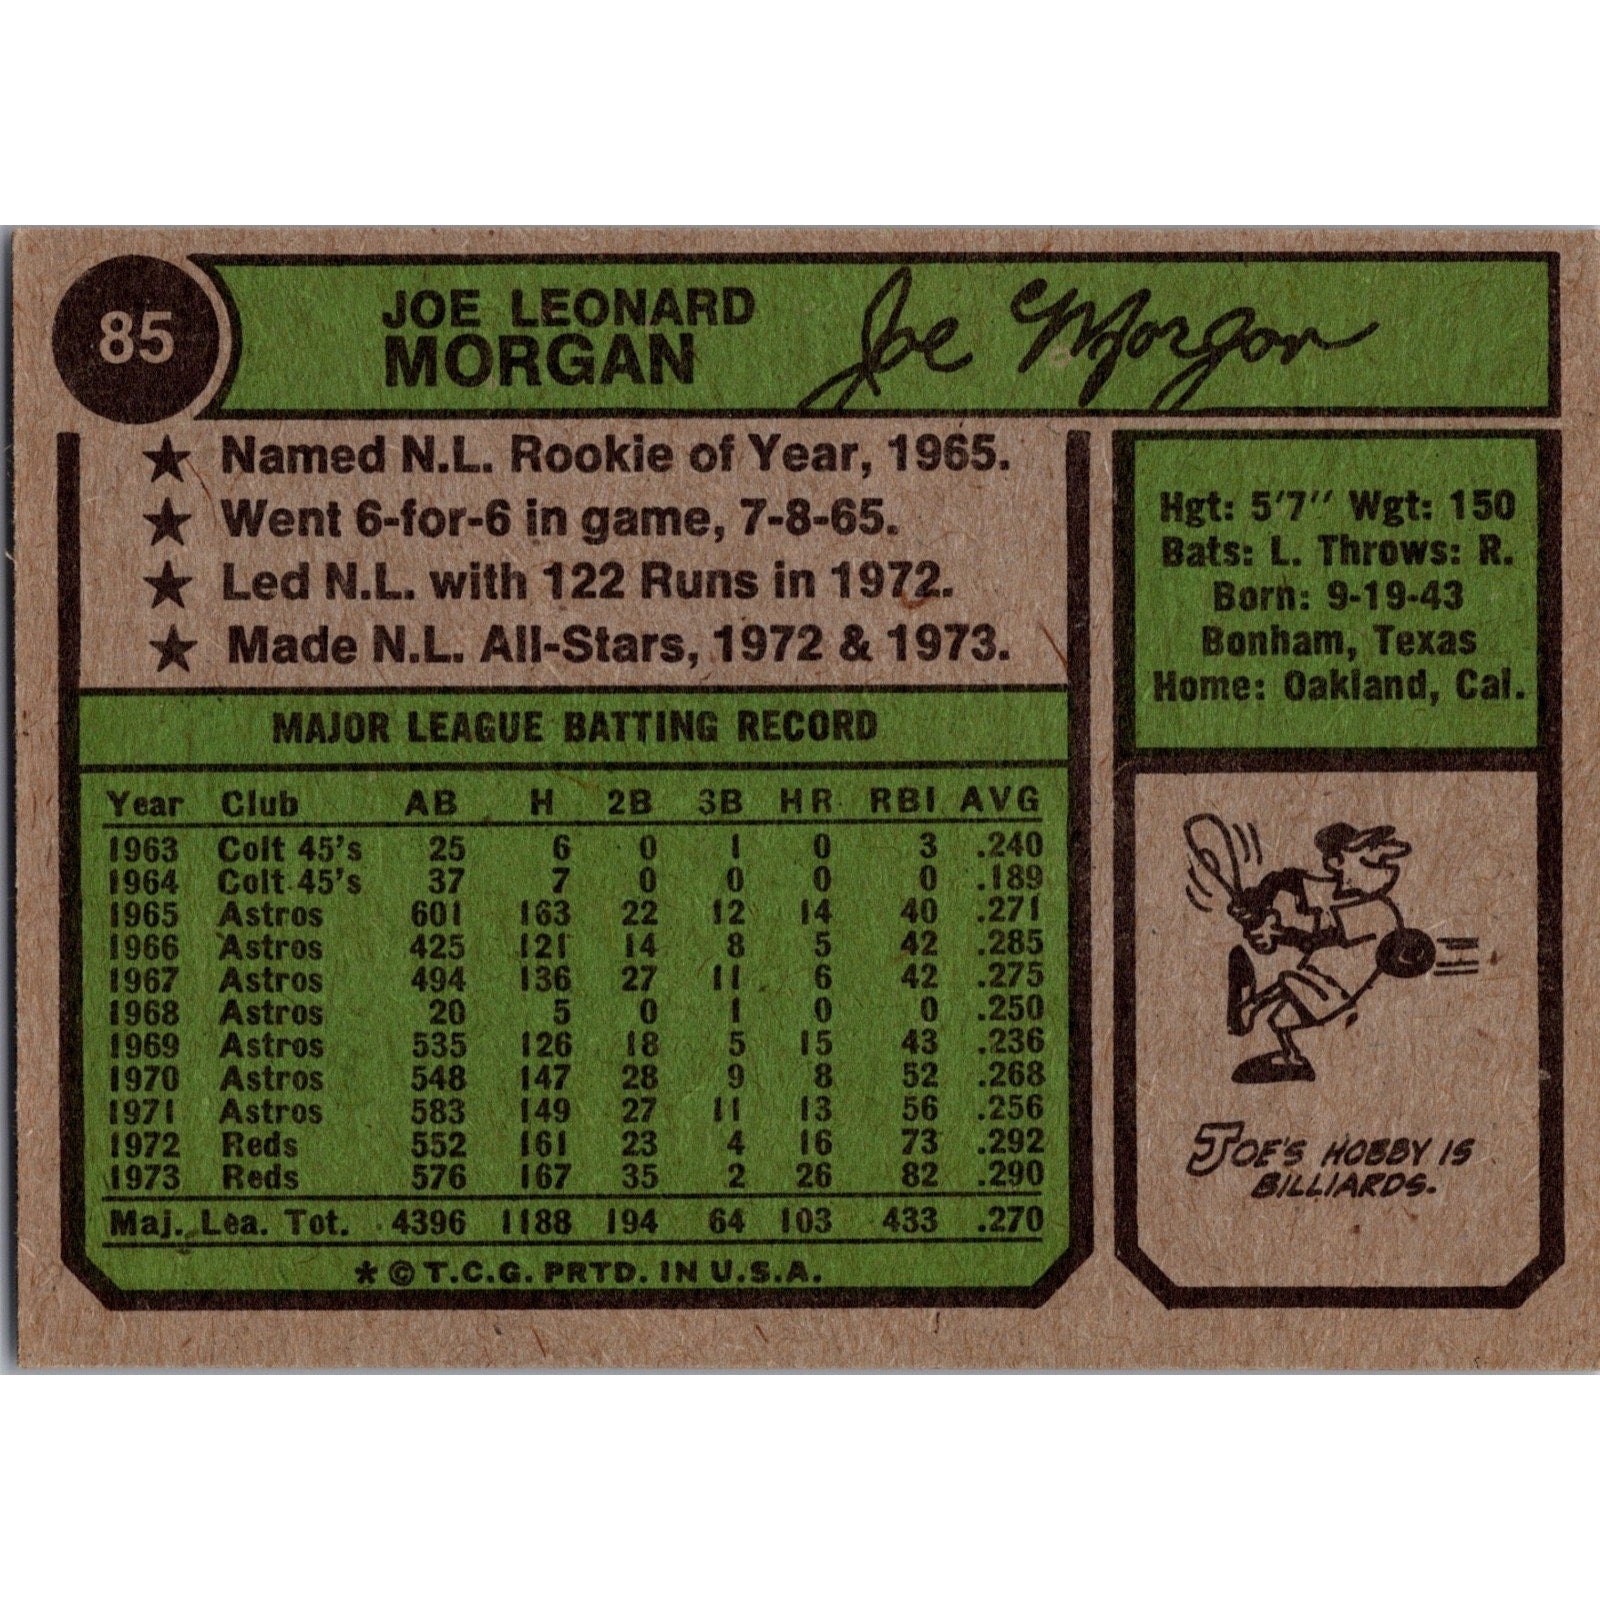 85
JOE LEONARD
MORGAN
Joe Morgan
★ Named N.L. Rookie of Year, 1965.
★ Went 6-for-6 in game, 7-8-65.
★ Led N.L. with 122 Runs in 1972.
★ Made N.L. All-Stars, 1972 & 1973.
Hgt: 5'7'' Wgt: 150
Bats: L. Throws: R.
Born: 9-19-43
Bonham, Texas
Home: Oakland, Cal.
MAJOR LEAGUE BATTING RECORD
Year Club AB H 2B 3B HR RBI AVG
1963 Colt 45's 25 6 0 1 0 3 .240
1964 Colt 45's 37 7 0 0 0 0 .189
1965 Astros 601 163 22 12 14 40 .271
1966 Astros 425 121 14 8 5 42 .285
1967 Astros 494 136 27 11 6 42 .275
1968 Astros 20 5 0 1 0 0 .250
1969 Astros 535 126 18 5 15 43 .236
1970 Astros 548 147 28 9 8 52 .268
1971 Astros 583 149 27 11 13 56 .256
1972 Reds 552 161 23 4 16 73 .292
1973 Reds 576 167 35 2 26 82 .290
Maj. Lea. Tot. 4396 1188 194 64 103 433 .270
* © T.C.G. PRTD. IN U.S.A.
JOE'S HOBBY IS
BILLIARDS.